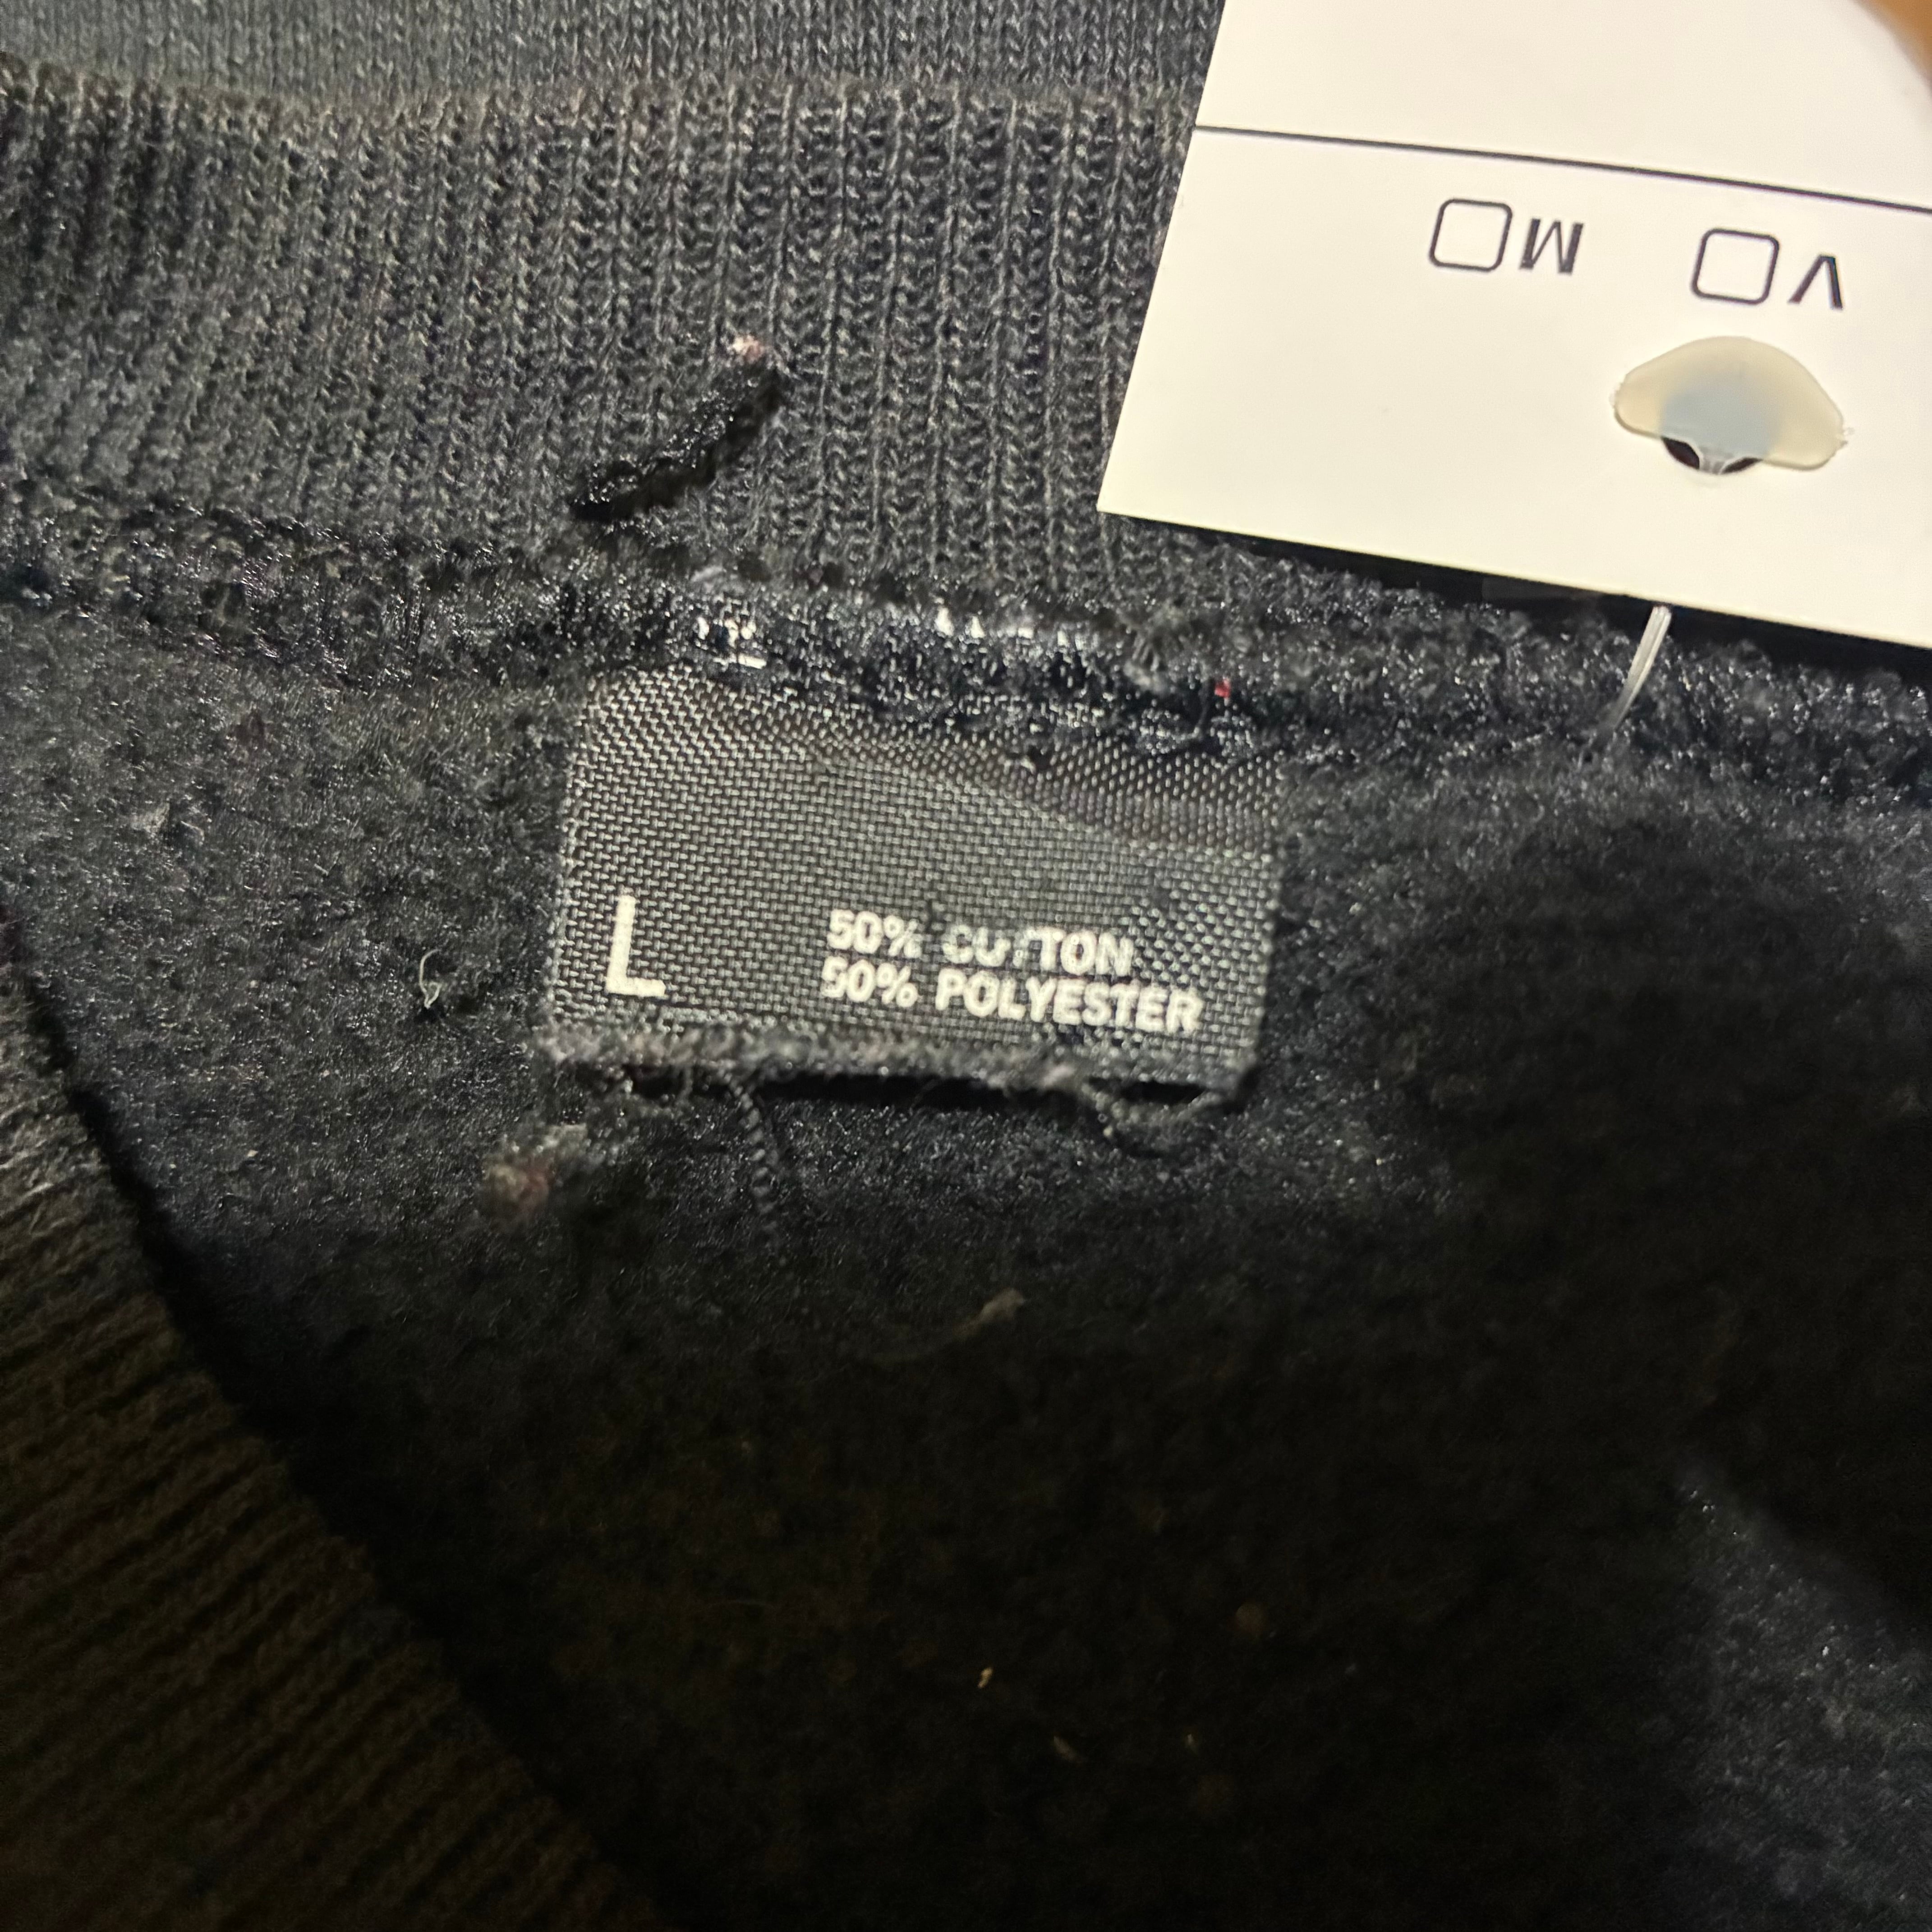 V M
L
50% COTTON
50% POLYESTER